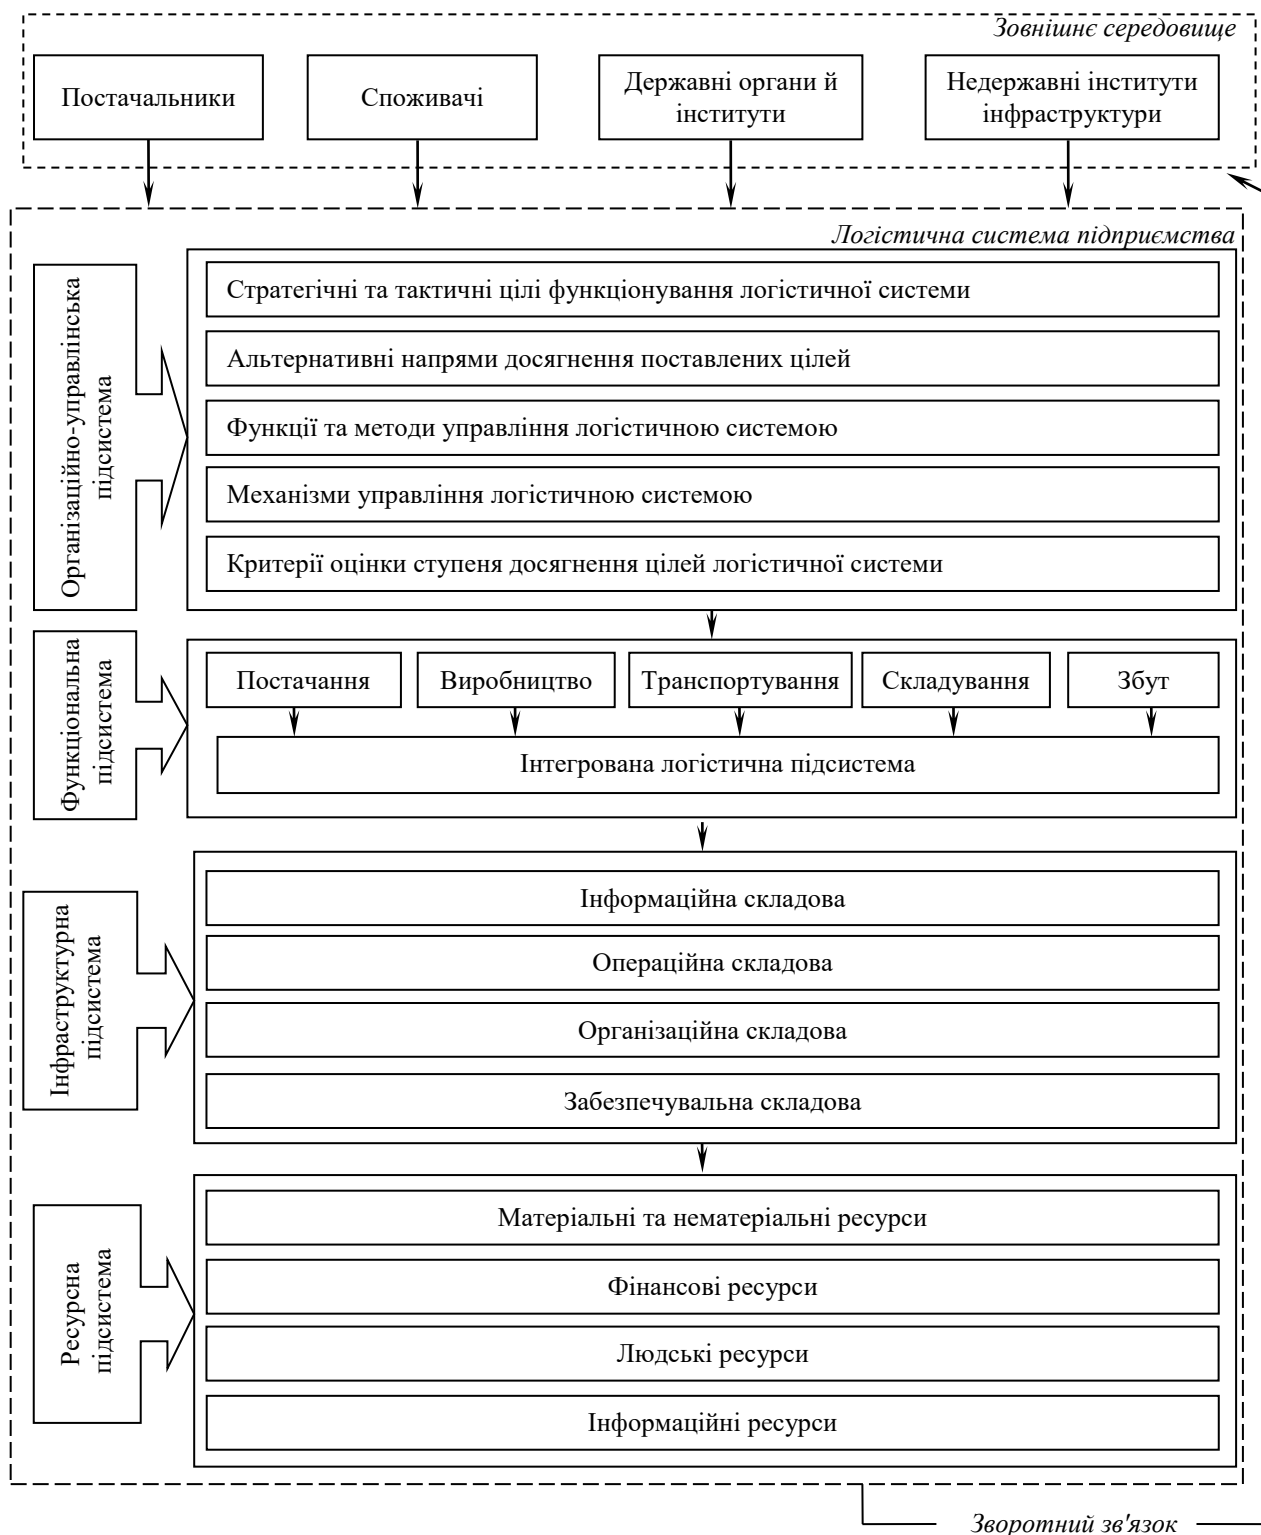 Зовнішнє середовище
Постачальники
Споживачі
Державні органи й
інститути
Недержавні інститути
інфраструктури
Логістична система підприємства
Організаційно-управлінська
підсистема
Стратегічні та тактичні цілі функціонування логістичної системи
Альтернативні напрями досягнення поставлених цілей
Функції та методи управління логістичною системою
Механізми управління логістичною системою
Критерії оцінки ступеня досягнення цілей логістичної системи
Функціональна
підсистема
Постачання
Виробництво
Транспортування
Складування
Збут
Інтегрована логістична підсистема
Інфраструктурна
підсистема
Інформаційна складова
Операційна складова
Організаційна складова
Забезпечувальна складова
Ресурсна
підсистема
Матеріальні та нематеріальні ресурси
Фінансові ресурси
Людські ресурси
Інформаційні ресурси
Зворотний зв'язок